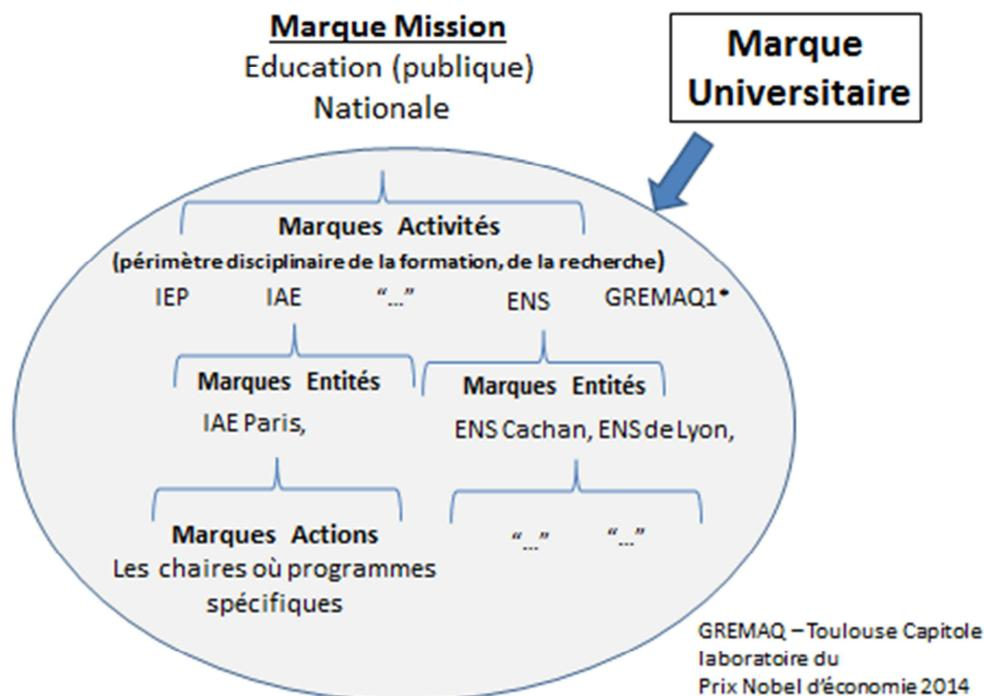 Marque Mission
Education (publique)
Nationale
Marque
Universitaire
Marques Activités
(périmètre disciplinaire de la formation, de la recherche)
IEP IAE “...” ENS GREMAQ1*
Marques Entités
IAE Paris,
Marques Entités
ENS Cachan, ENS de Lyon,
Marques Actions
Les chaires où programmes
spécifiques
“...” “...”
GREMAQ – Toulouse Capitole
laboratoire du
Prix Nobel d’économie 2014